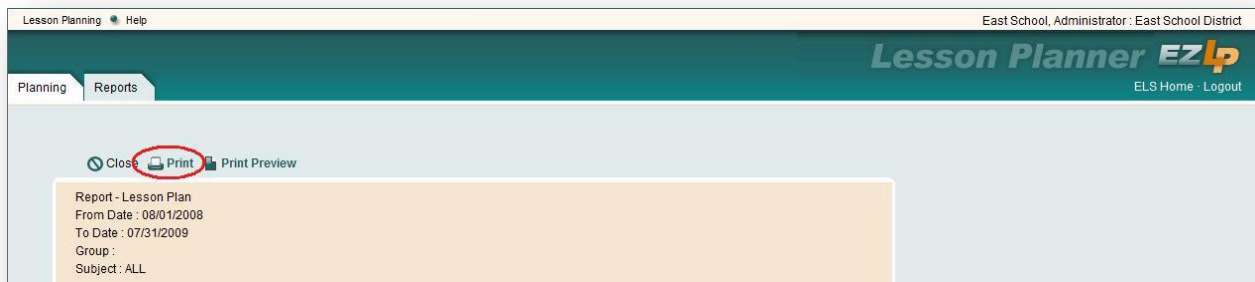 Lesson Planning Help East School, Administrator : East School District
Lesson Planner EZLP
Planning Reports ELS Home · Logout
Close Print Print Preview
Report - Lesson Plan
From Date : 08/01/2008
To Date : 07/31/2009
Group :
Subject : ALL